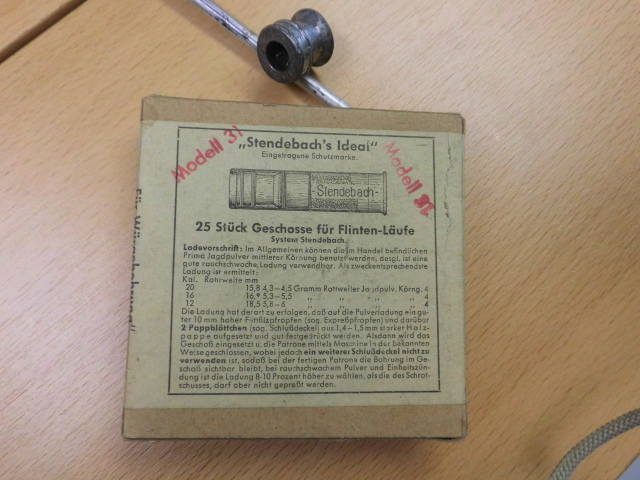 Modell 31
„Stendebach's Ideal"
Eingetragene Schutzmarke.
Modell
-Stendebach-
25 Stück Geschosse für Flinten-Läufe
System Stendebach.
Ladevorschrift: Im Allgemeinen können die im Handel befindlichen
Prima Jagdpulver mittlerer Körnung benutzt werden, desgl. ist eine
gute rauchschwache Ladung verwendbar. Als zweckentsprechendste
Ladung ist ermittelt:
Kal. Rohrweite mm
20 15,8 4,3–4,5 Gramm Rottweiler Jagdpulv. Körng. 4
16 16,* 5,3–5,5 „ „ „ „ 4
12 18,5 5,8–6 „ „ „ „ 4
Die Ladung hat derart zu erfolgen, daß auf die Pulverladung ein gu-
ter 10 mm hoher Fettfilzpfropfen (sog. Expreßpfropfen) und darüber
2 Pappblättchen (sog. Schlußdeckel) aus 1,4–1,5 mm starker Holz-
pappe aufgesetzt und gut festgedrückt werden. Alsdann wird das
Geschoß eingesetzt u. die Patrone mittels Maschine in der bekannten
Weise geschlossen, wobei jedoch ein weiterer Schlußdeckel nicht zu
verwenden ist, sodaß bei der fertigen Patrone die Bohrung im Ge-
schoß sichtbar bleibt, bei rauchschwachem Pulver und Einheitszün-
dung ist die Ladung 8-10 Prozent höher zu wählen, als die des Schrot-
schusses, darf aber nicht gepreßt werden.